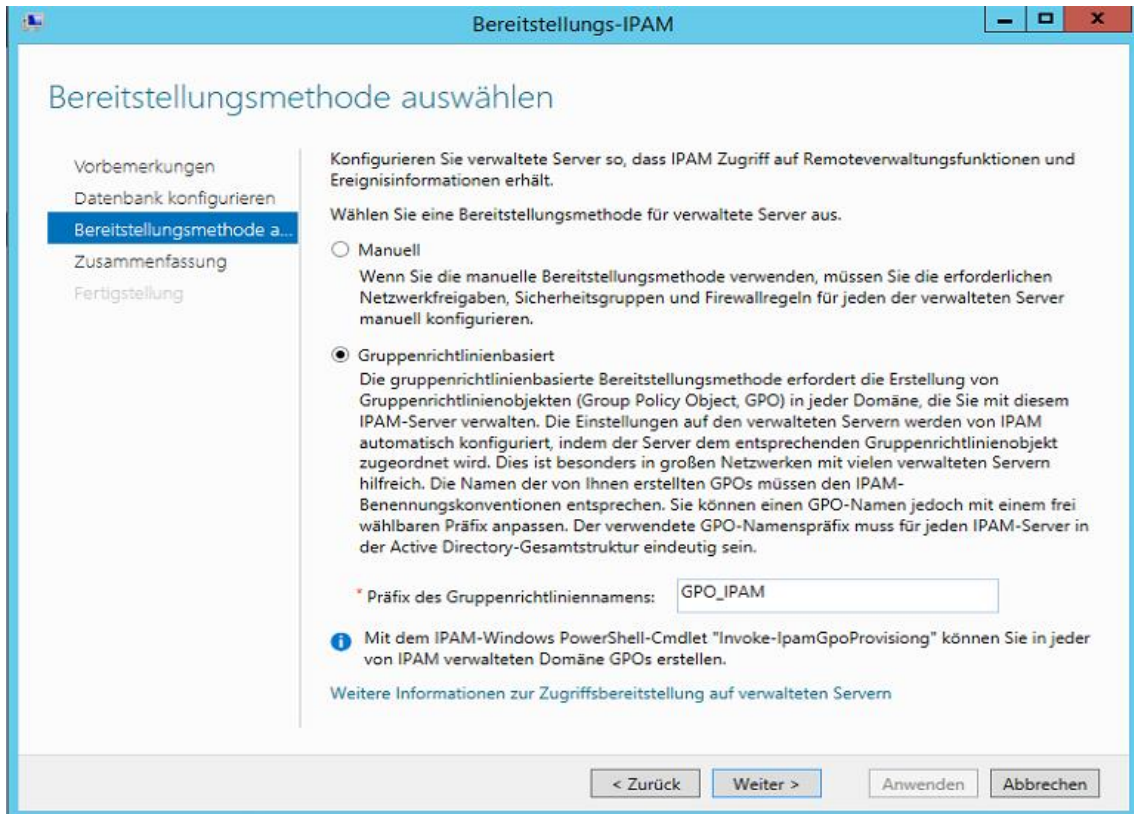 Bereitstellungs-IPAM
Bereitstellungsmethode auswählen
Vorbemerkungen
Datenbank konfigurieren
Bereitstellungsmethode a...
Zusammenfassung
Fertigstellung
Konfigurieren Sie verwaltete Server so, dass IPAM Zugriff auf Remoteverwaltungsfunktionen und
Ereignisinformationen erhält.
Wählen Sie eine Bereitstellungsmethode für verwaltete Server aus.
Manuell
Wenn Sie die manuelle Bereitstellungsmethode verwenden, müssen Sie die erforderlichen
Netzwerkfreigaben, Sicherheitsgruppen und Firewallregeln für jeden der verwalteten Server
manuell konfigurieren.
Gruppenrichtlinienbasiert
Die gruppenrichtlinienbasierte Bereitstellungsmethode erfordert die Erstellung von
Gruppenrichtlinienobjekten (Group Policy Object, GPO) in jeder Domäne, die Sie mit diesem
IPAM-Server verwalten. Die Einstellungen auf den verwalteten Servern werden von IPAM
automatisch konfiguriert, indem der Server dem entsprechenden Gruppenrichtlinienobjekt
zugeordnet wird. Dies ist besonders in großen Netzwerken mit vielen verwalteten Servern
hilfreich. Die Namen der von Ihnen erstellten GPOs müssen den IPAM-
Benennungskonventionen entsprechen. Sie können einen GPO-Namen jedoch mit einem frei
wählbaren Präfix anpassen. Der verwendete GPO-Namenspräfix muss für jeden IPAM-Server in
der Active Directory-Gesamtstruktur eindeutig sein.
* Präfix des Gruppenrichtliniennamens: GPO_IPAM
Mit dem IPAM-Windows PowerShell-Cmdlet "Invoke-IpamGpoProvisiong" können Sie in jeder
von IPAM verwalteten Domäne GPOs erstellen.
Weitere Informationen zur Zugriffsbereitstellung auf verwalteten Servern
< Zurück Weiter > Anwenden Abbrechen